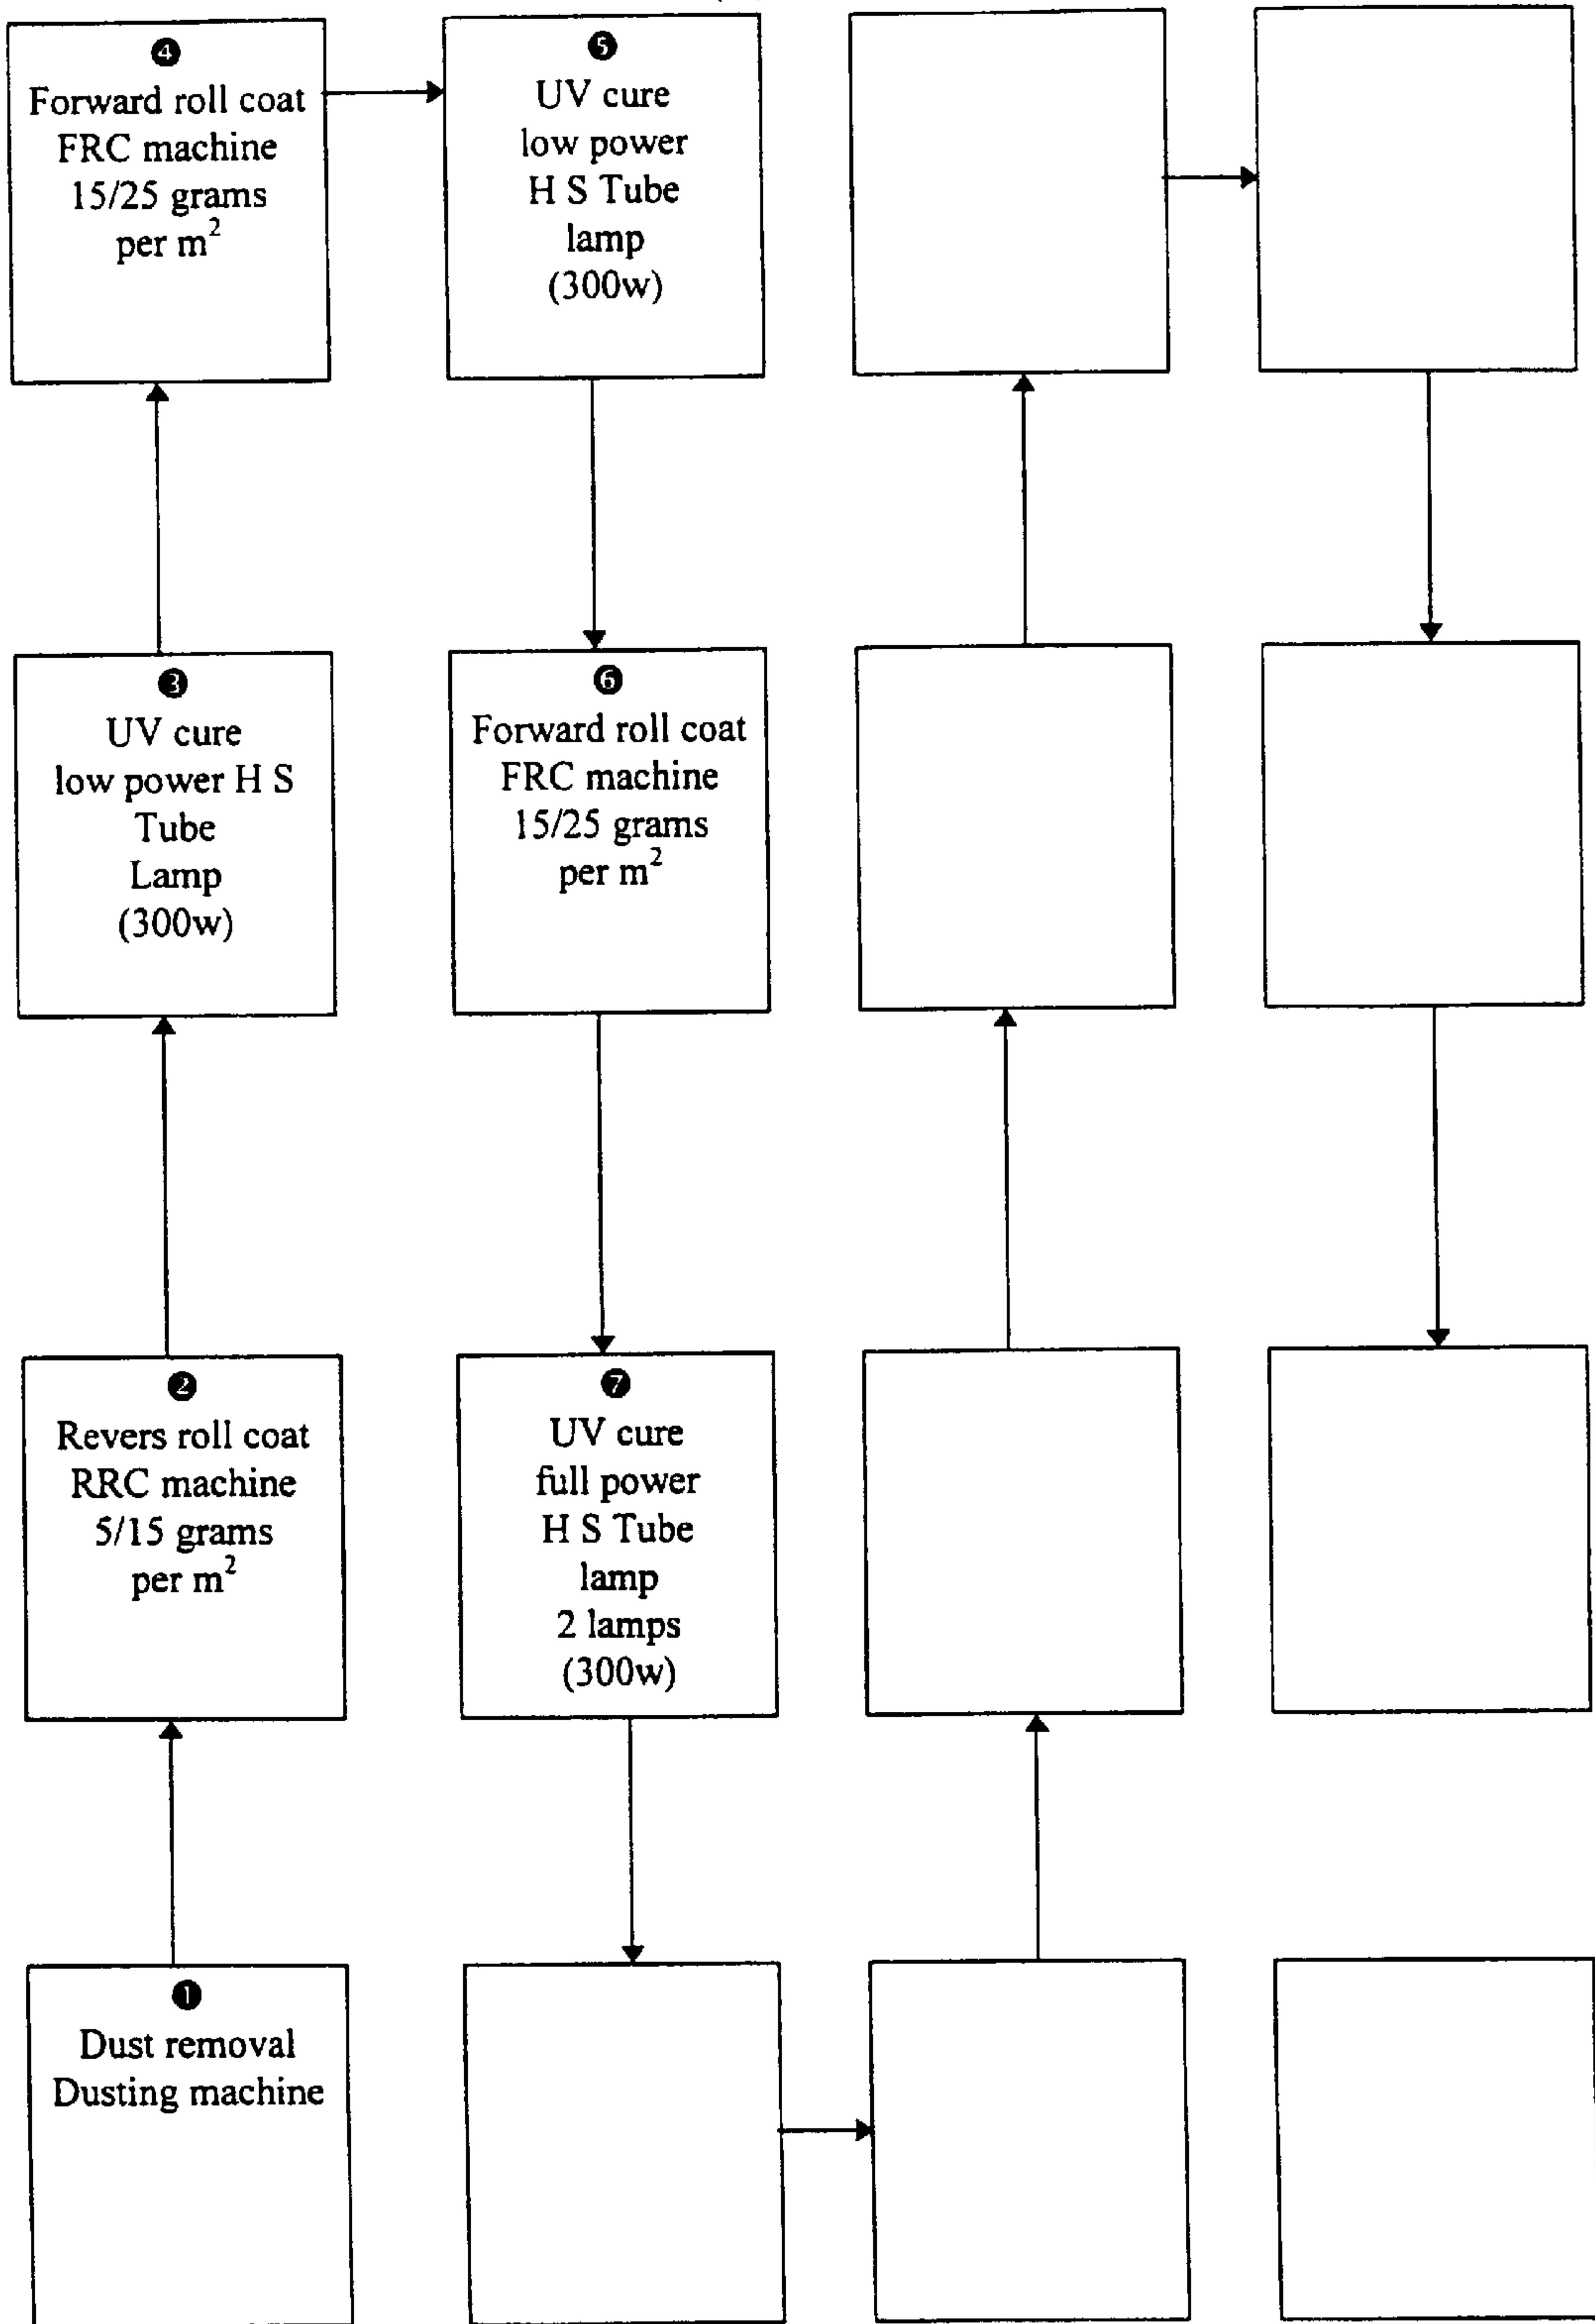 ❹
Forward roll coat
FRC machine
15/25 grams
per m²
❺
UV cure
low power
H S Tube
lamp
(300w)
❸
UV cure
low power H S
Tube
Lamp
(300w)
❻
Forward roll coat
FRC machine
15/25 grams
per m²
❷
Revers roll coat
RRC machine
5/15 grams
per m²
❼
UV cure
full power
H S Tube
lamp
2 lamps
(300w)
❶
Dust removal
Dusting machine